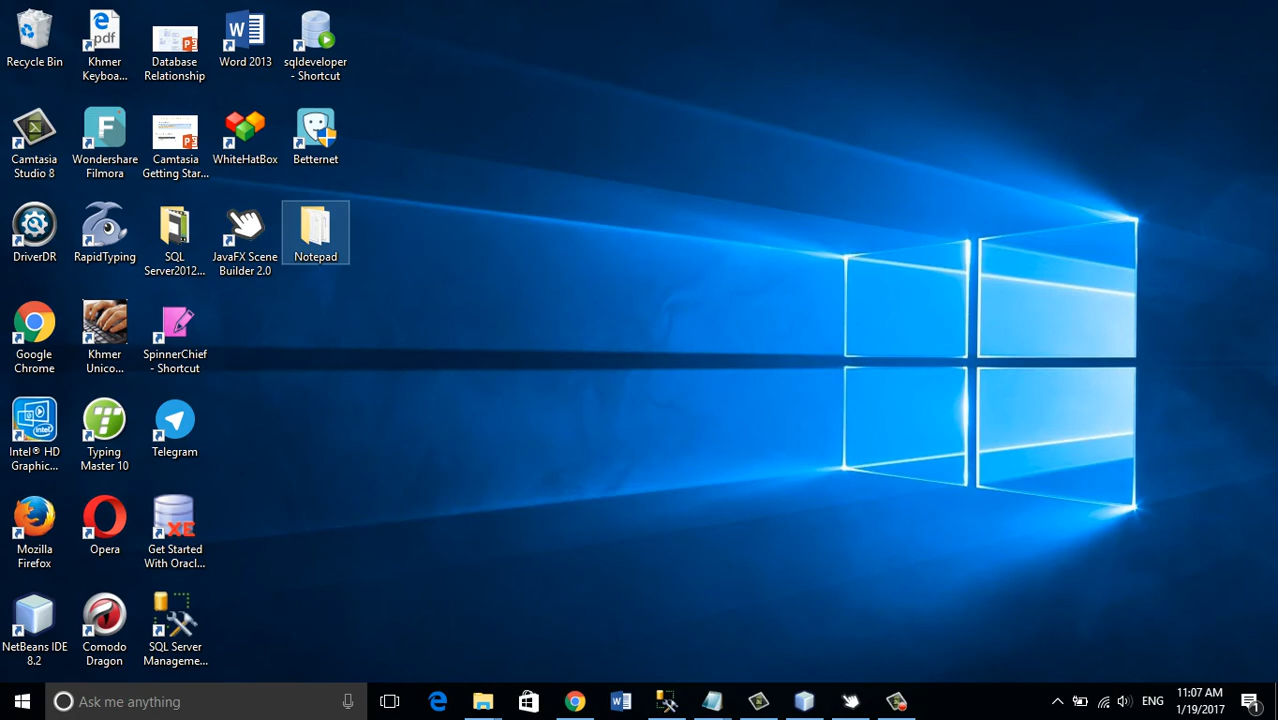 Recycle Bin
Khmer
Keyboa...
Database
Relationship
Word 2013
sqldeveloper
- Shortcut
Camtasia
Studio 8
Wondershare
Filmora
Camtasia
Getting Star...
WhiteHatBox
Betternet
DriverDR
RapidTyping
SQL
Server2012...
JavaFX Scene
Builder 2.0
Notepad
Google
Chrome
Khmer
Unico...
SpinnerChief
- Shortcut
Intel® HD
Graphic...
Typing
Master 10
Telegram
Mozilla
Firefox
Opera
Get Started
With Oracl...
NetBeans IDE
8.2
Comodo
Dragon
SQL Server
Manageme...
Ask me anything
ENG
11:07 AM
1/19/2017